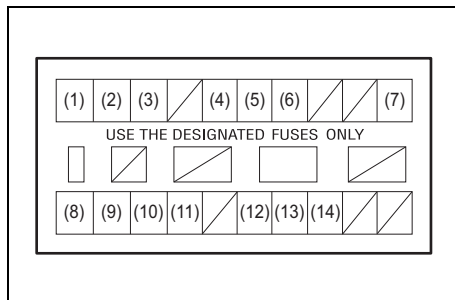 (1) (2) (3) (4) (5) (6) (7)
USE THE DESIGNATED FUSES ONLY
(8) (9) (10) (11) (12) (13) (14)